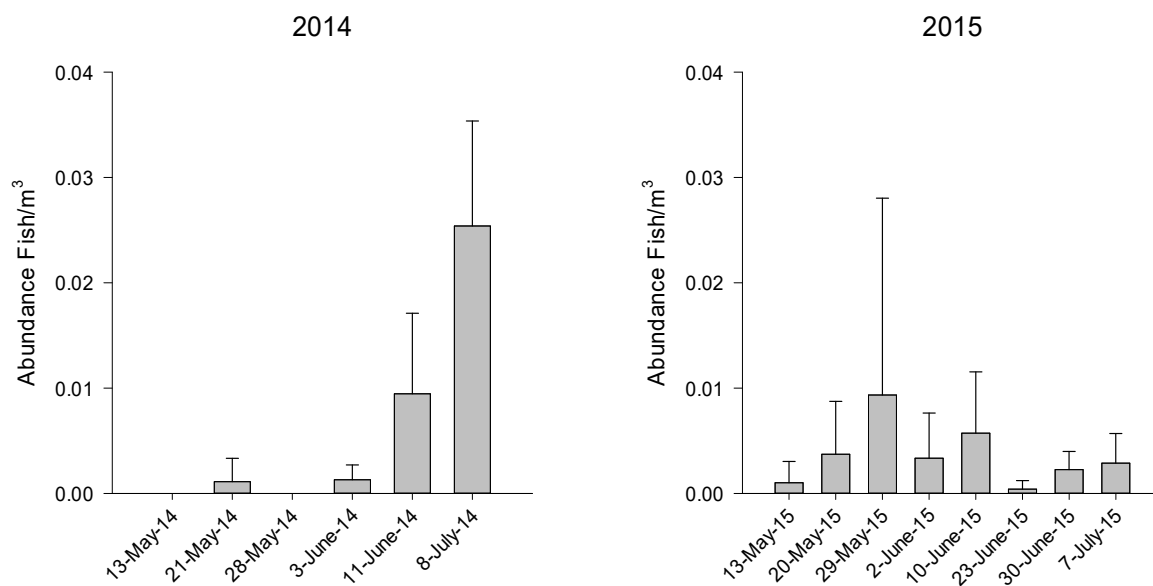 2014
Abundance Fish/m³
0.04
0.03
0.02
0.01
0.00
13-May-14
21-May-14
28-May-14
3-June-14
11-June-14
8-July-14
2015
Abundance Fish/m³
0.04
0.03
0.02
0.01
0.00
13-May-15
20-May-15
29-May-15
2-June-15
10-June-15
23-June-15
30-June-15
7-July-15